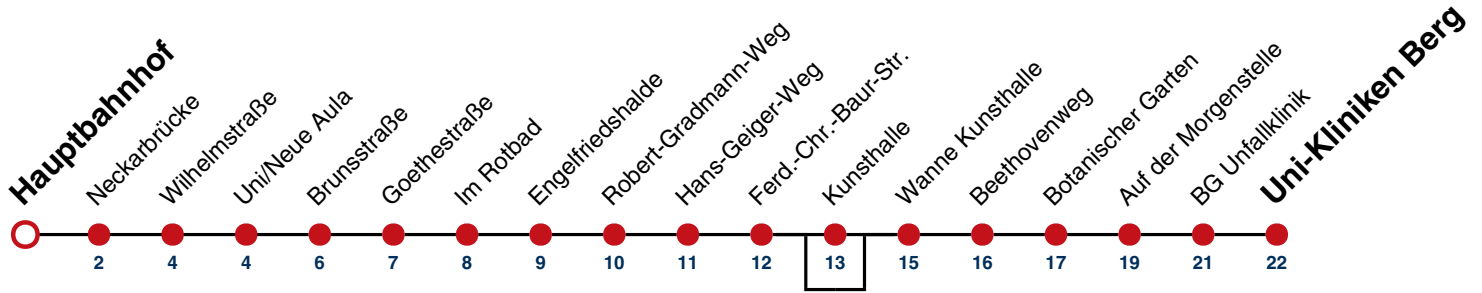 Hauptbahnhof
Neckarbrücke
Wilhelmstraße
Uni/Neue Aula
Brunsstraße
Goethestraße
Im Rotbad
Engelfriedshalde
Robert-Gradmann-Weg
Hans-Geiger-Weg
Ferd.-Chr.-Baur-Str.
Kunsthalle
Wanne Kunsthalle
Beethovenweg
Botanischer Garten
Auf der Morgenstelle
BG Unfallklinik
Uni-Kliniken Berg
2 4 4 6 7 8 9 10 11 12 13 15 16 17 19 21 22